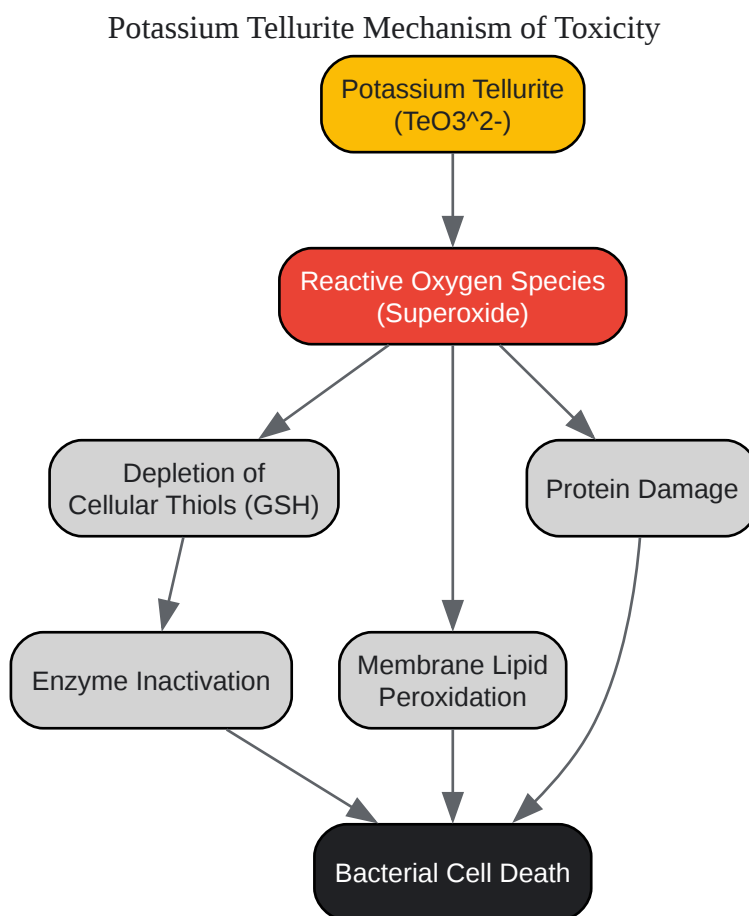 Potassium Tellurite Mechanism of Toxicity
Potassium Tellurite
(TeO3^2-)
Reactive Oxygen Species
(Superoxide)
Depletion of
Cellular Thiols (GSH)
Protein Damage
Enzyme Inactivation
Membrane Lipid
Peroxidation
Bacterial Cell Death